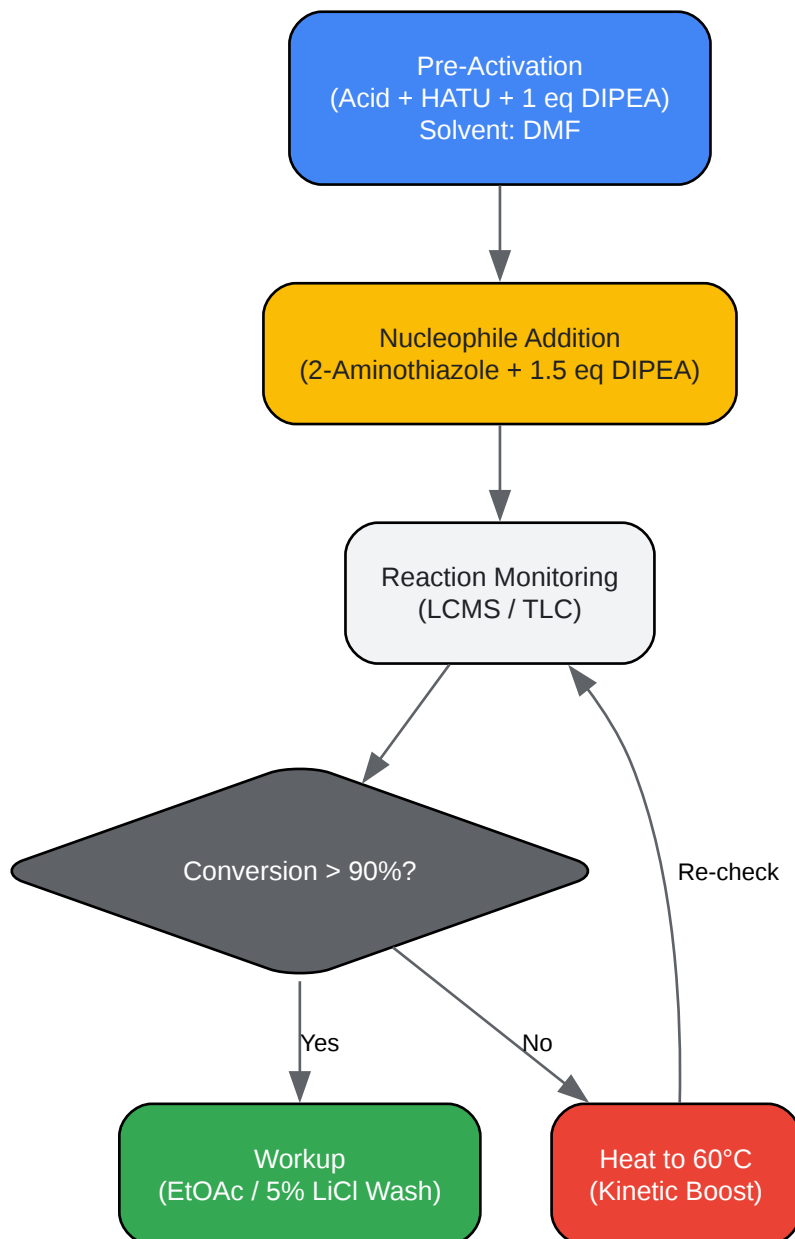 Pre-Activation
(Acid + HATU + 1 eq DIPEA)
Solvent: DMF
Nucleophile Addition
(2-Aminothiazole + 1.5 eq DIPEA)
Reaction Monitoring
(LCMS / TLC)
Conversion > 90%?
Re-check
Yes
No
Workup
(EtOAc / 5% LiCl Wash)
Heat to 60°C
(Kinetic Boost)